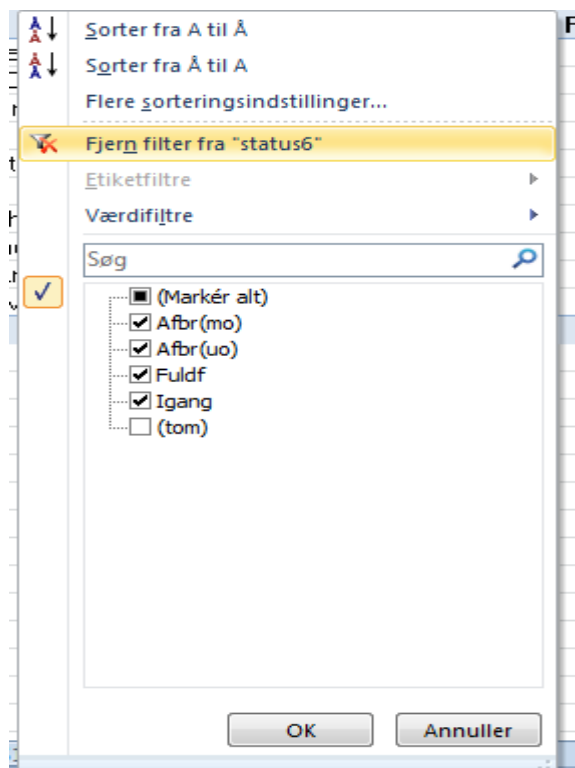 Sorter fra A til Å
Sorter fra Å til A
Flere sorteringsindstillinger...
Fjern filter fra "status6"
Etiketfiltre
Værdifiltre
Søg
(Markér alt)
Afbr(mo)
Afbr(uo)
Fuldf
Igang
(tom)
OK
Annuller